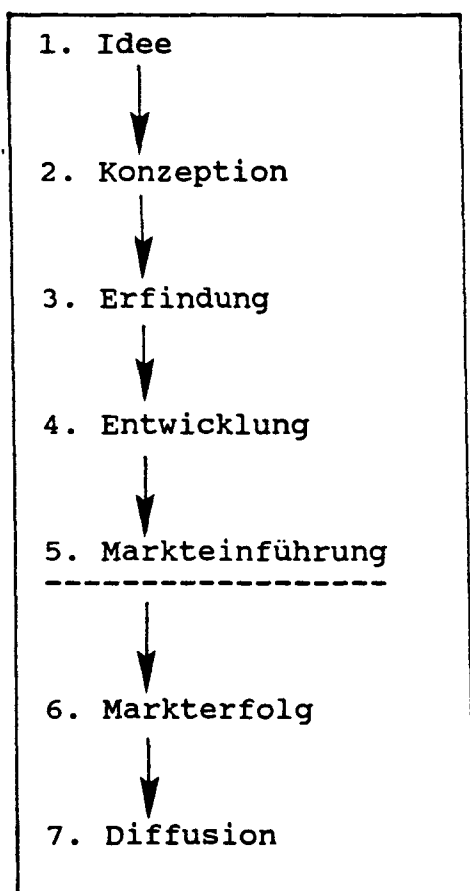 1. Idee
2. Konzeption
3. Erfindung
4. Entwicklung
5. Markteinführung
6. Markterfolg
7. Diffusion